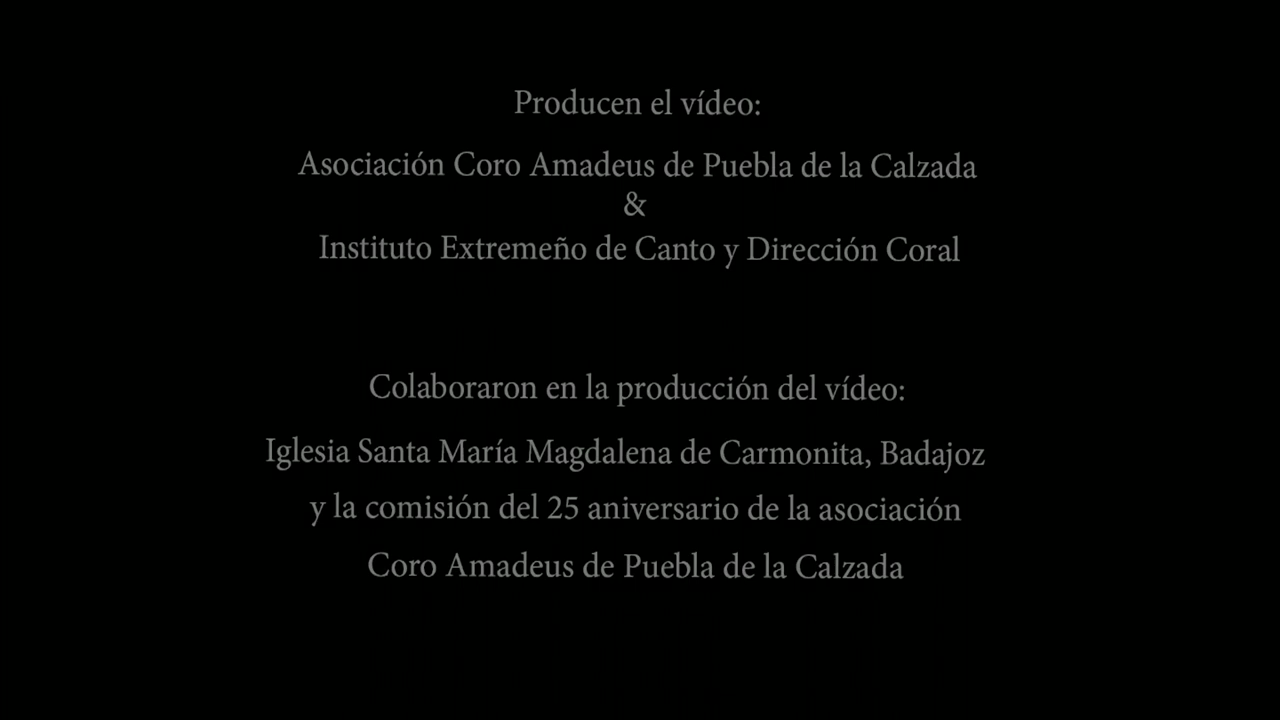 Producen el vídeo:
Asociación Coro Amadeus de Puebla de la Calzada
&
Instituto Extremeño de Canto y Dirección Coral
Colaboraron en la producción del vídeo:
Iglesia Santa María Magdalena de Carmonita, Badajoz
y la comisión del 25 aniversario de la asociación
Coro Amadeus de Puebla de la Calzada